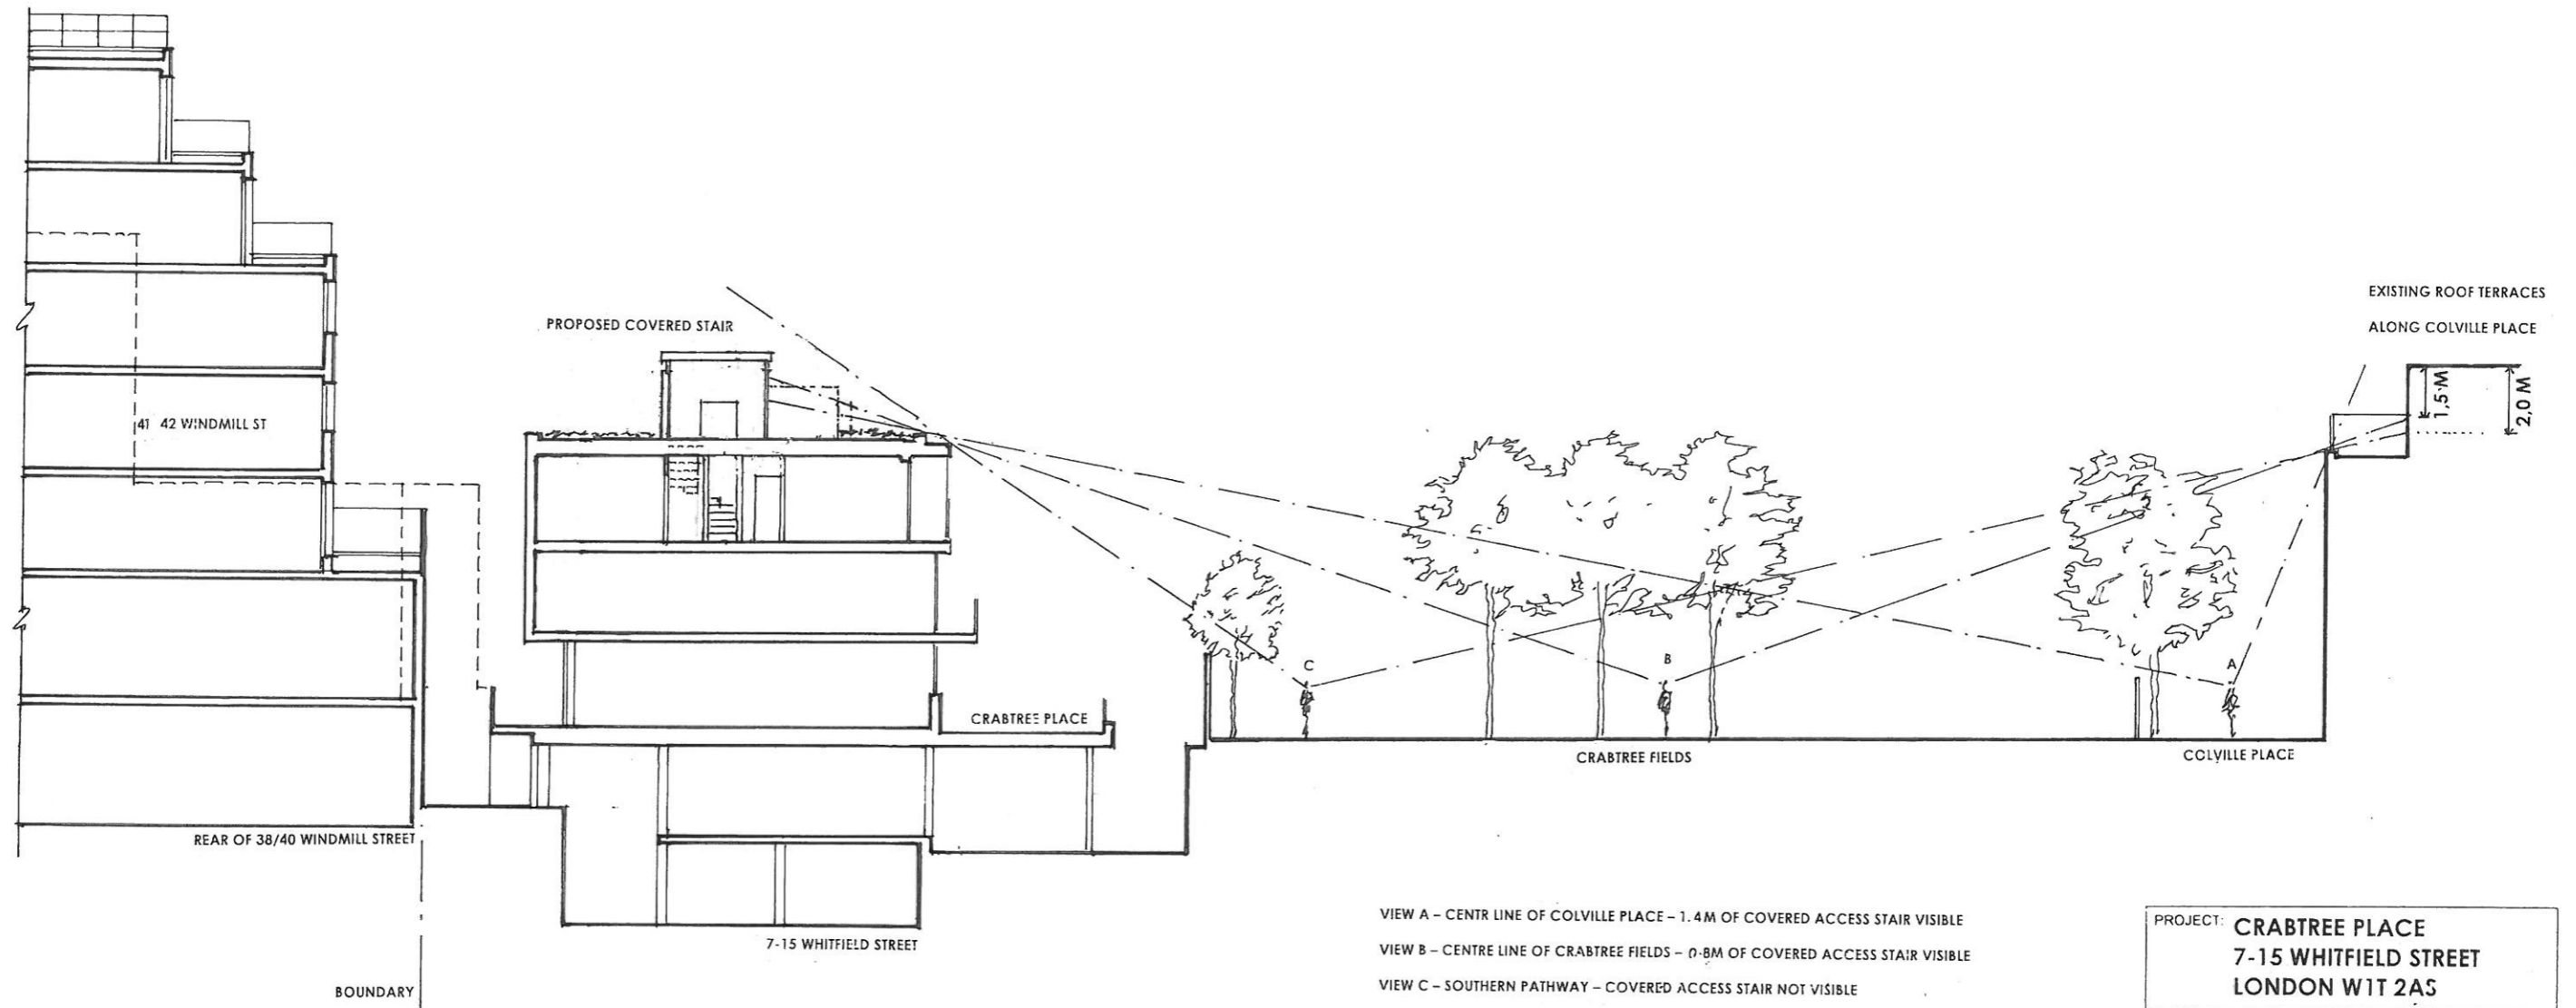 EXISTING ROOF TERRACES
ALONG COLVILLE PLACE
PROPOSED COVERED STAIR
1,5·M
2,0 M
41 42 WINDMILL ST
C
B
A
CRABTREE PLACE
CRABTREE FIELDS
COLVILLE PLACE
REAR OF 38/40 WINDMILL STREET
7-15 WHITFIELD STREET
BOUNDARY
VIEW A – CENTR LINE OF COLVILLE PLACE – 1.4M OF COVERED ACCESS STAIR VISIBLE
VIEW B – CENTRE LINE OF CRABTREE FIELDS – 0·8M OF COVERED ACCESS STAIR VISIBLE
VIEW C – SOUTHERN PATHWAY – COVERED ACCESS STAIR NOT VISIBLE
PROJECT: CRABTREE PLACE
7-15 WHITFIELD STREET
LONDON W1T 2AS